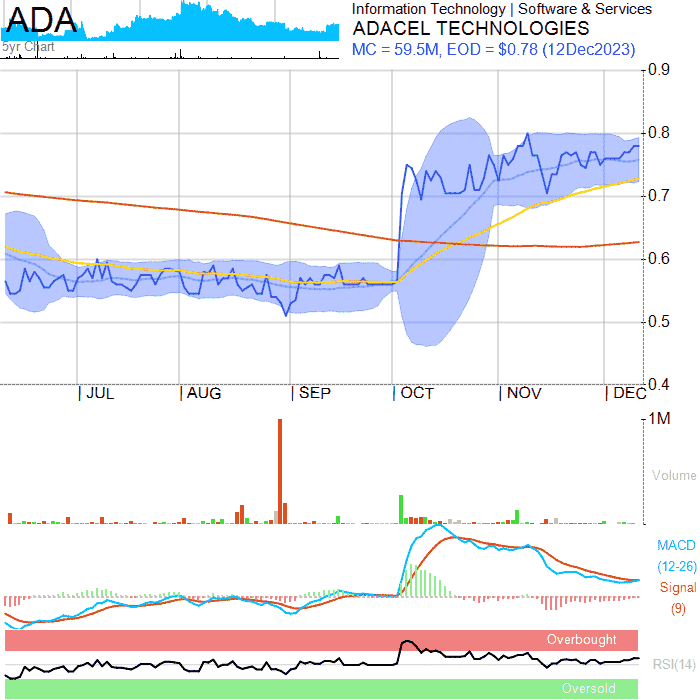 ADA
5yr Chart
Information Technology | Software & Services
ADACEL TECHNOLOGIES
MC = 59.5M, EOD = $0.78 (12Dec2023)
0.9
0.8
0.7
0.6
0.5
0.4
| JUL | AUG | SEP | OCT | NOV | DEC
1M
Volume
MACD
(12-26)
Signal
(9)
Overbought
RSI(14)
Oversold